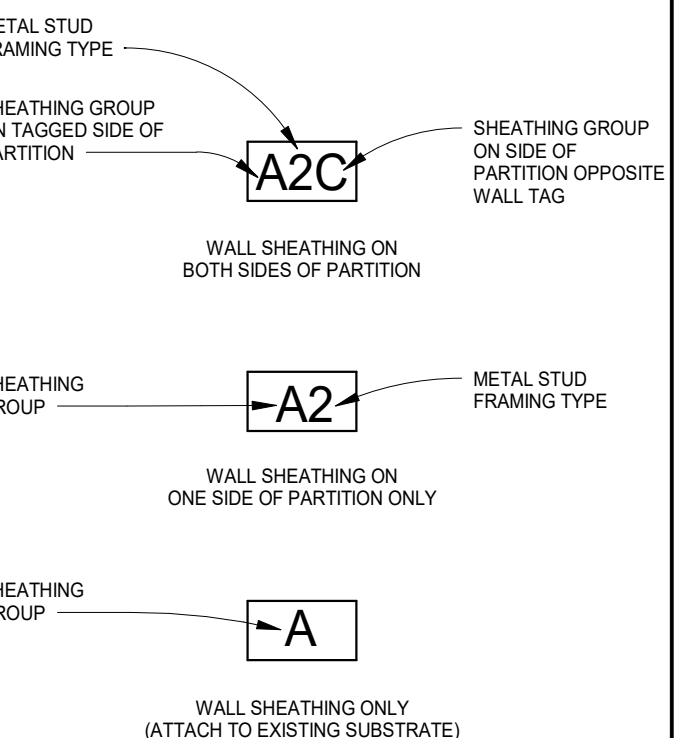 ETAL STUD
RAMING TYPE
HEATHING GROUP
N TAGGED SIDE OF
ARTITION
A2C
SHEATHING GROUP
ON SIDE OF
PARTITION OPPOSITE
WALL TAG
WALL SHEATHING ON
BOTH SIDES OF PARTITION
HEATHING
ROUP
A2
METAL STUD
FRAMING TYPE
WALL SHEATHING ON
ONE SIDE OF PARTITION ONLY
HEATHING
ROUP
A
WALL SHEATHING ONLY
(ATTACH TO EXISTING SUBSTRATE)